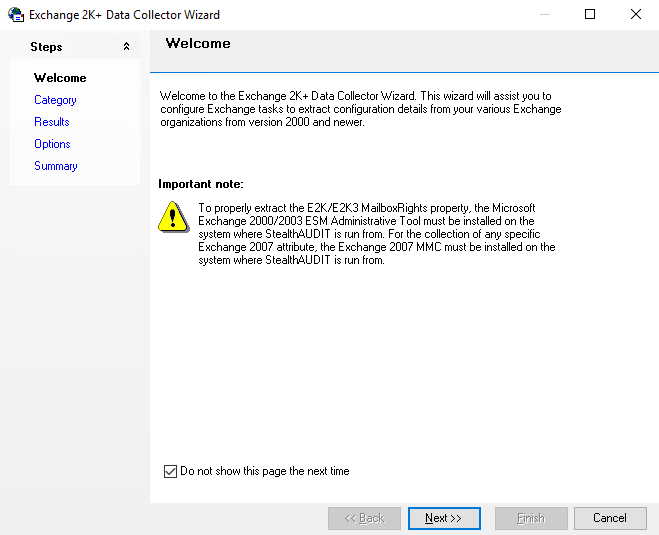 Exchange 2K+ Data Collector Wizard
Steps
Welcome
Category
Results
Options
Summary
Welcome
Welcome to the Exchange 2K+ Data Collector Wizard. This wizard will assist you to
configure Exchange tasks to extract configuration details from your various Exchange
organizations from version 2000 and newer.
Important note:
To properly extract the E2K/E2K3 MailboxRights property, the Microsoft
Exchange 2000/2003 ESM Administrative Tool must be installed on the
system where StealthAUDIT is run from. For the collection of any specific
Exchange 2007 attribute, the Exchange 2007 MMC must be installed on the
system where StealthAUDIT is run from.
Do not show this page the next time
<< Back
Next >>
Finish
Cancel